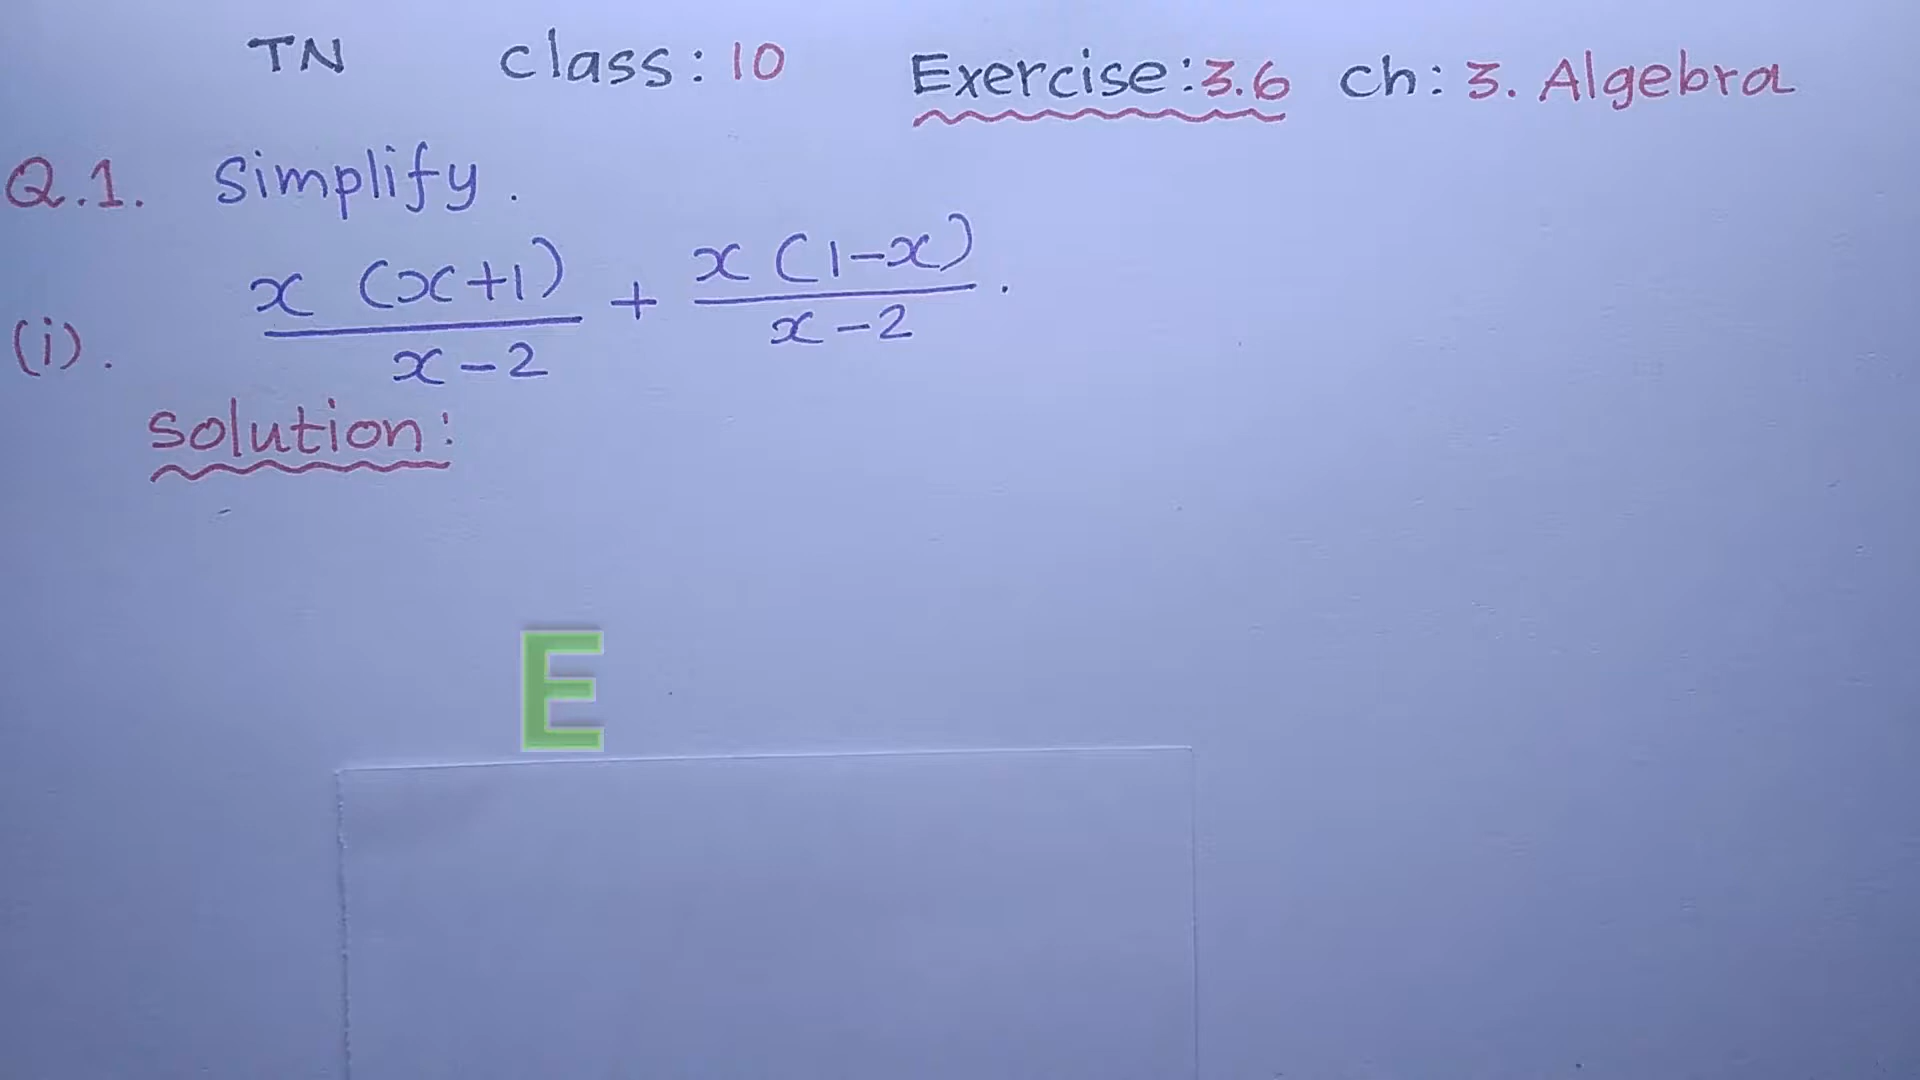 TN class: 10 Exercise: 3.6 ch: 3. Algebra
Q.1. Simplify.
(i). x (x+1) / x-2 + x (1-x) / x-2 .
Solution:
E